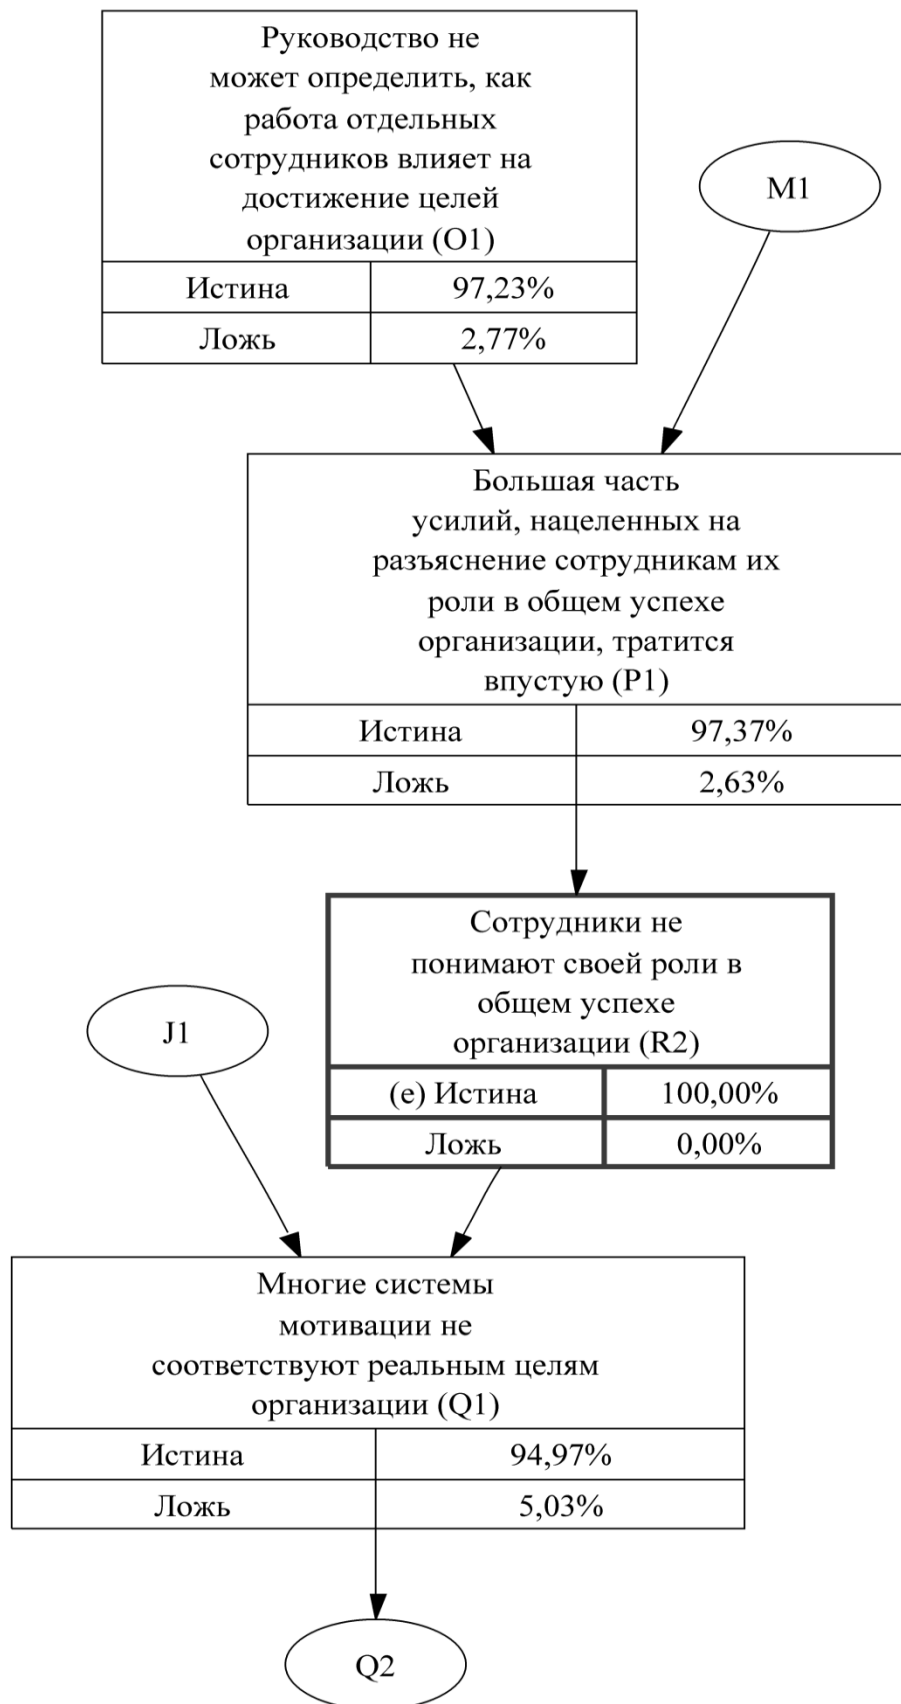 Руководство не
может определить, как
работа отдельных
сотрудников влияет на
достижение целей
организации (O1)
Истина 97,23%
Ложь 2,77%
M1
Большая часть
усилий, нацеленных на
разъяснение сотрудникам их
роли в общем успехе
организации, тратится
впустую (P1)
Истина 97,37%
Ложь 2,63%
Сотрудники не
понимают своей роли в
общем успехе
организации (R2)
(e) Истина 100,00%
Ложь 0,00%
J1
Многие системы
мотивации не
соответствуют реальным целям
организации (Q1)
Истина 94,97%
Ложь 5,03%
Q2